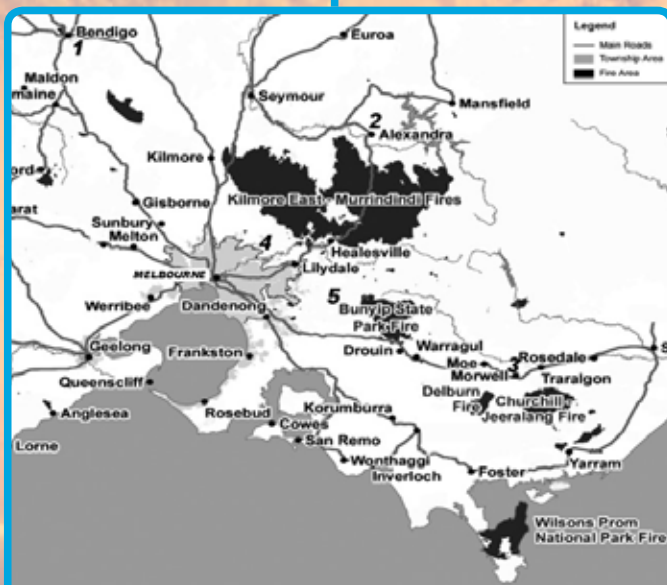 Legend
Main Roads
Township Area
Fire Area
Bendigo
1
Euroa
Maldon
maine
Seymour
Mansfield
2
Alexandra
Kilmore
ord
Kilmore East - Murrindindi Fires
Gisborne
arat
Sunbury
Melton
4
Healesville
MELBOURNE
Lilydale
Werribee
Dandenong
5
Bunyip State
Park Fire
Geelong
Frankston
Drouin
Warragul
Moe
3
Rosedale
S
Morwell
Traralgon
Queenscliff
Delburn
Fire
Churchill
Jeeralang Fire
Anglesea
Rosebud
Korumburra
Cowes
San Remo
Lorne
Wonthaggi
Inverloch
Foster
Yarram
Wilsons Prom
National Park Fire